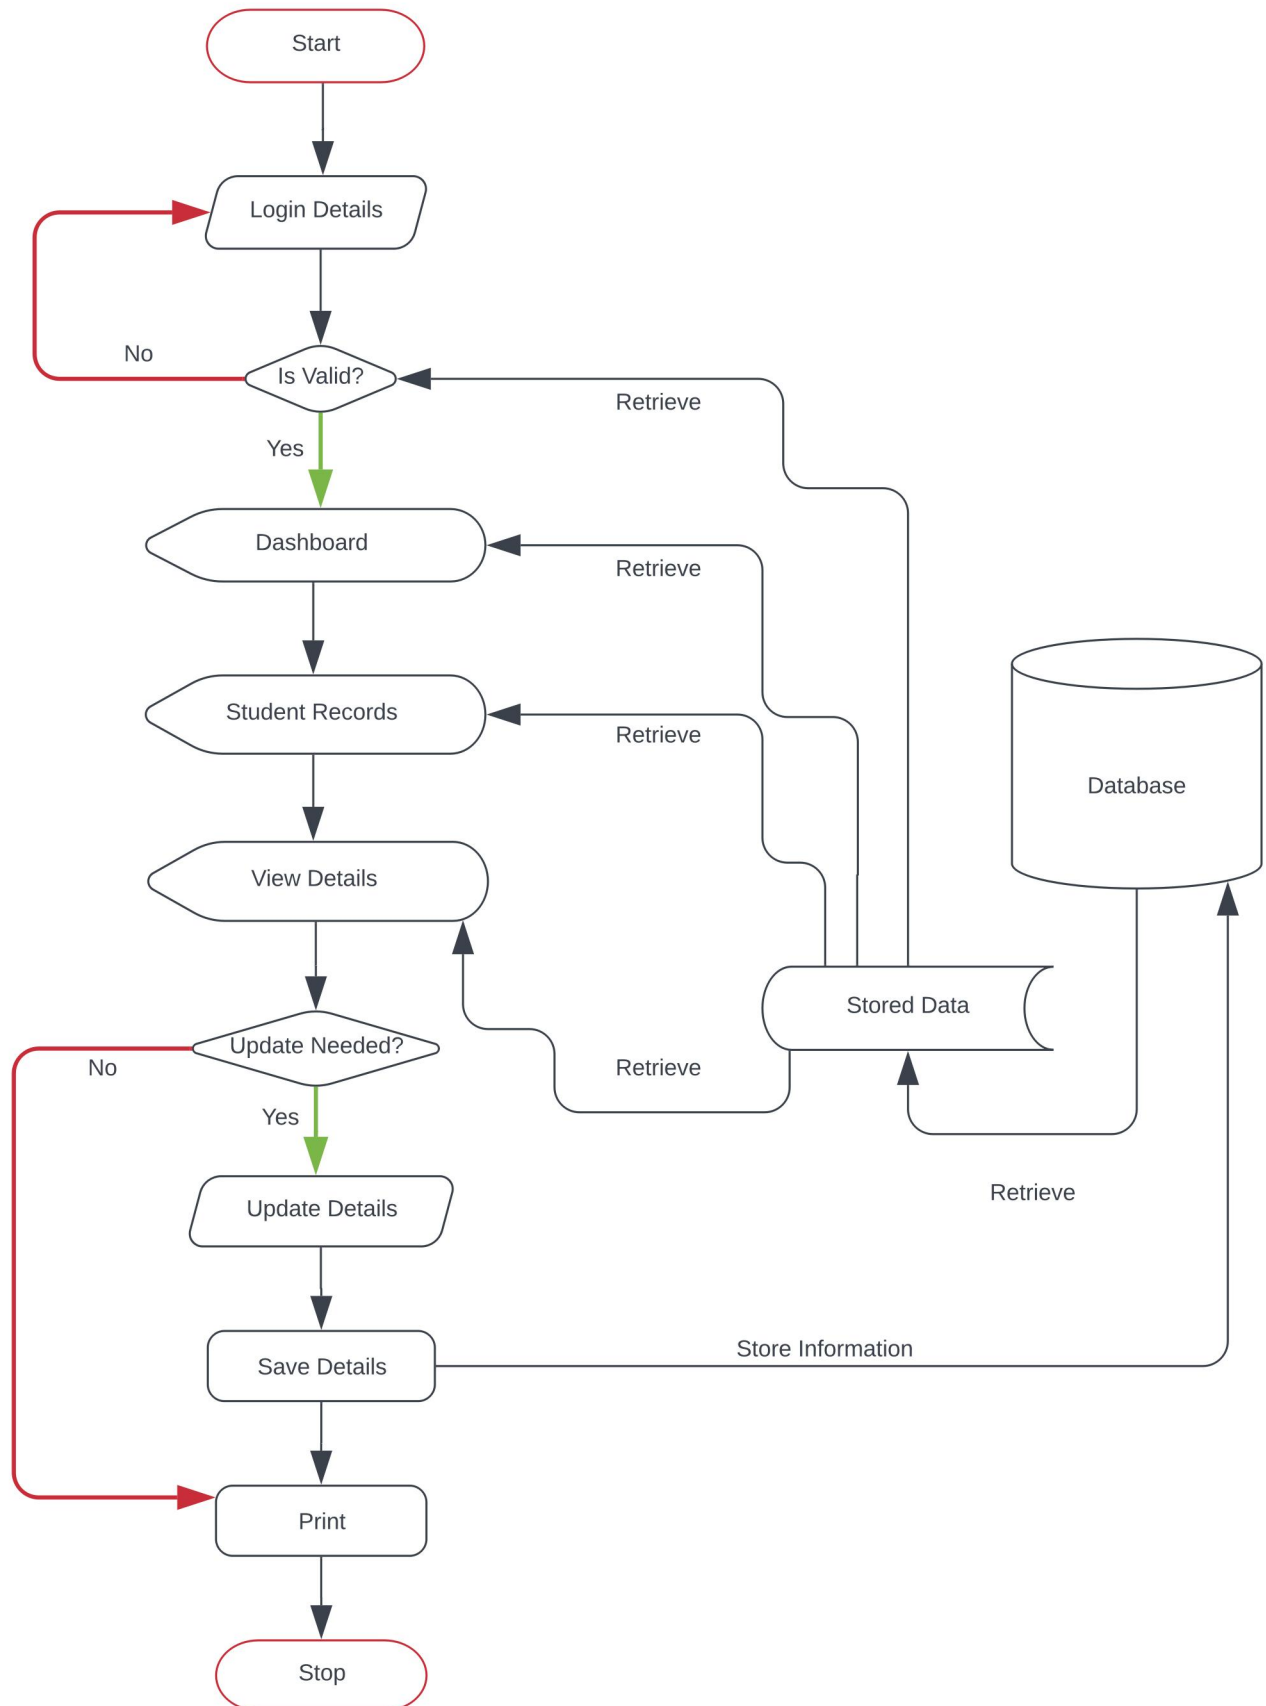 Start
Login Details
No
Is Valid?
Retrieve
Yes
Dashboard
Retrieve
Student Records
Retrieve
Database
View Details
Stored Data
Update Needed?
No
Retrieve
Yes
Retrieve
Update Details
Store Information
Save Details
Print
Stop